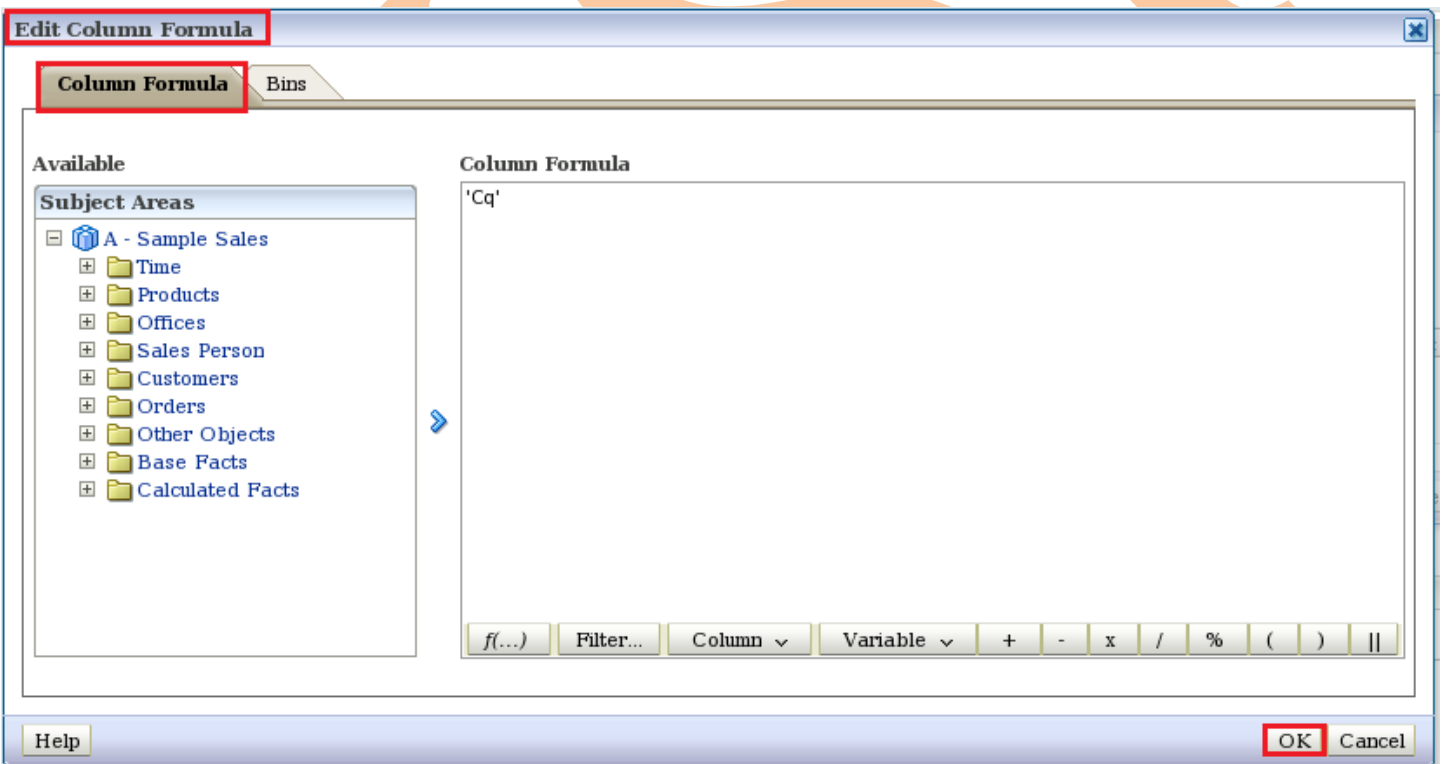 Edit Column Formula
Column Formula Bins
Available
Subject Areas
A - Sample Sales
Time
Products
Offices
Sales Person
Customers
Orders
Other Objects
Base Facts
Calculated Facts
Column Formula
'Cq'
f(...) Filter... Column Variable + - x / % ( ) ||
Help OK Cancel